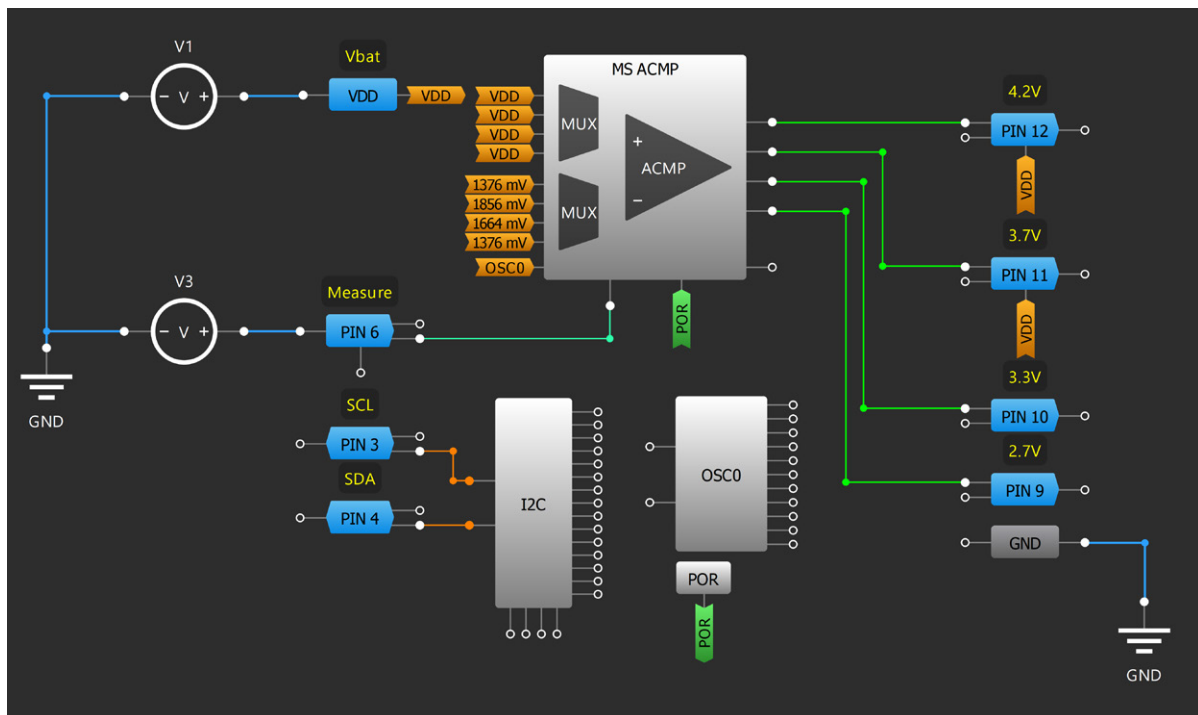 V1
− V +
Vbat
VDD
VDD
MS ACMP
VDD
VDD
VDD
VDD
MUX
+
ACMP
−
1376 mV
1856 mV
1664 mV
1376 mV
MUX
OSC0
POR
4.2V
PIN 12
VDD
3.7V
PIN 11
VDD
3.3V
PIN 10
2.7V
PIN 9
GND
GND
V3
− V +
Measure
PIN 6
GND
SCL
PIN 3
SDA
PIN 4
I2C
OSC0
POR
POR